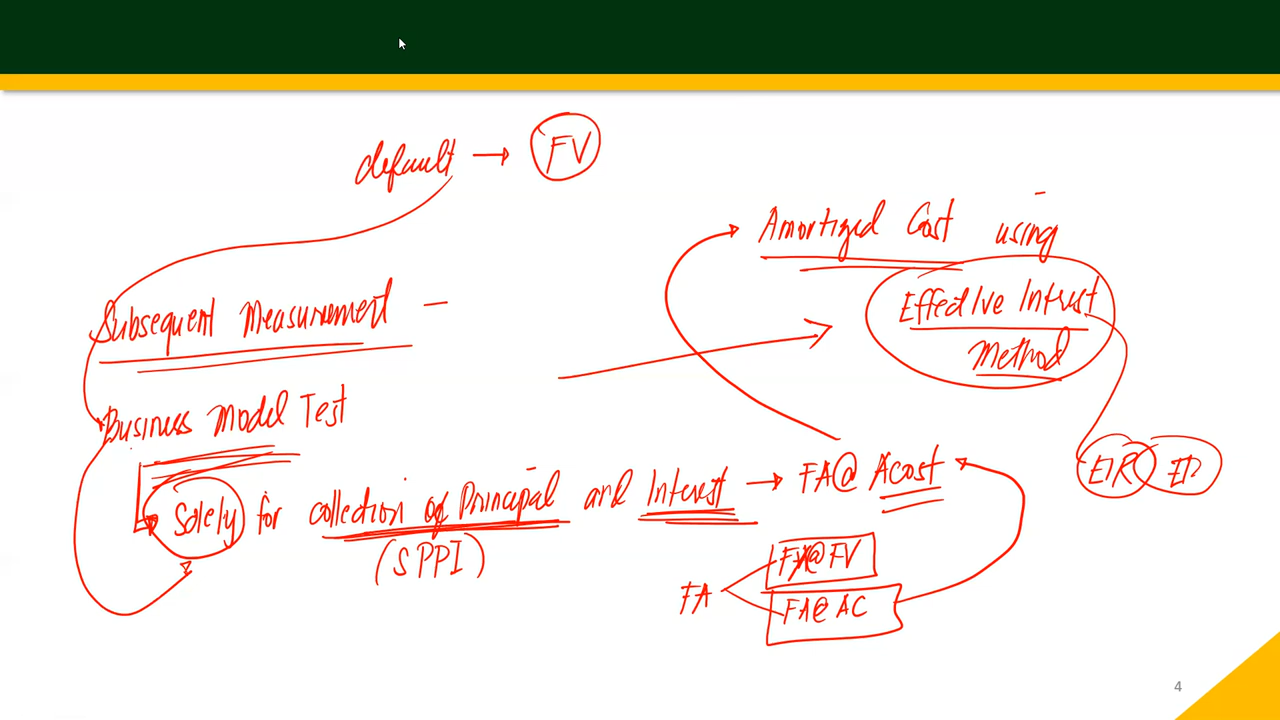 default → FV
Amortized Cost using
Effective Interest
Method
Subsequent Measurement –
Business Model Test
Solely for collection of Principal and Interest → FA@ Acost
(SPPI)
EIR
FA
FA@FV
FA@ AC
4